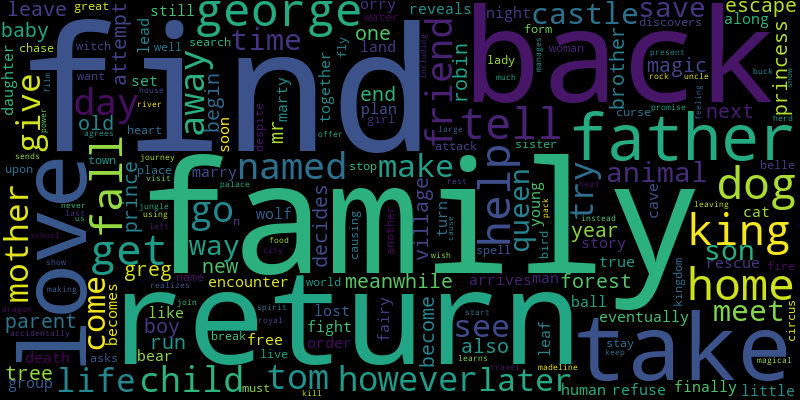 leave great
still
george
castle
reveals
night
save
discovers
escape
along
baby
witch
attempt
lead
well
search
time
sorry
water
one
land
lady
form
woman
brother
magic
show
princess
chase
film
want
set
fly
robin
much
manages
present
rock uncle
buck
daughter
give
power
find
back
friend
day
old
agrees
house
river
away
begin
soon
together
end
plan
girl
marty
mr
despite
offer
including
tell
next
curse promise
feeling
herd
father
sister
large
attack
sends
heart
town
place
journey
visit
marry
named
stop
make
help
queen
young
try
animal
belle
dog
cat
cave
upon
fall
prince
jungle
using
palace
family
love
mother
never
last
us
school
left
go
n
wolf
decides
causing
another
rest
village
turn
cause
pack
head
bird
instead
year
story
leaving
king
son
get
way
food
city
wish
spell
true
rescue fire
come
greg
new
encounter
name
realizes
world
meanwhile
arrives
man
forest
home
show
making
becomes
join
spirit
royal
lost
fairy
become
see
also
start
learns
travel
ball
eventually
kingdom
meet
circus
parent
dragon
accidentally
like
boy
run
break
free
fight
order
leaf
return
stay
keep
take
magical
tree
group
death
asks
bear
life
child
must
live
tom
kill
however
later
madeline
human
refuse
finally
little